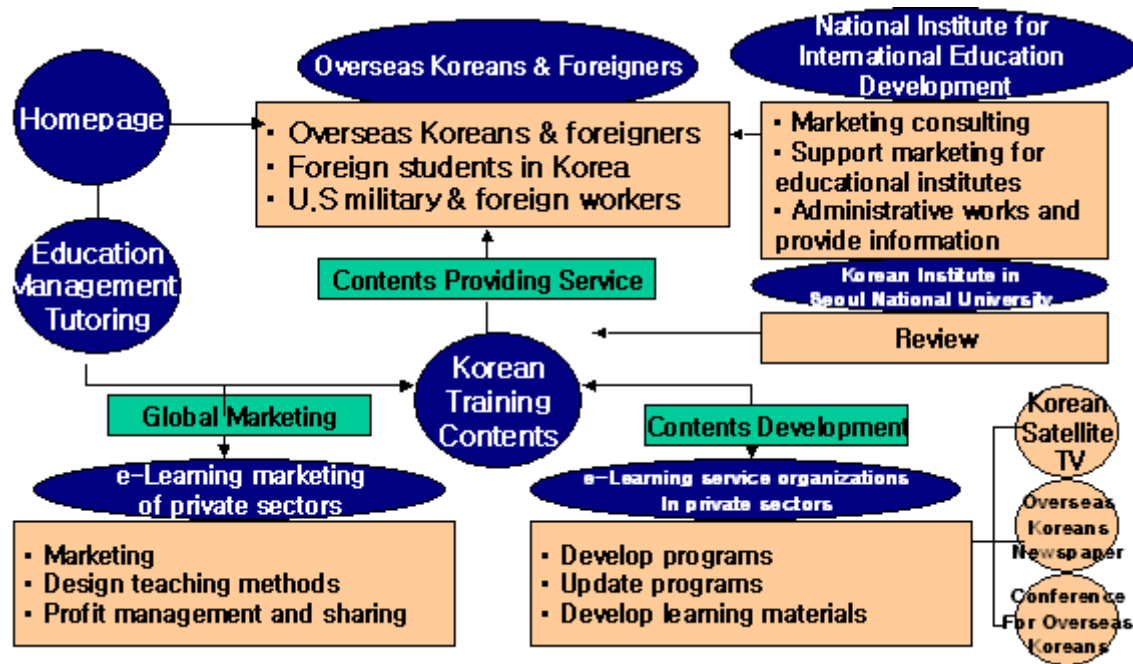 Homepage
Overseas Koreans & Foreigners
· Overseas Koreans & foreigners
· Foreign students in Korea
· U.S military & foreign workers
National Institute for
International Education
Development
· Marketing consulting
· Support marketing for
educational institutes
· Administrative works and
provide information
Education
Management
Tutoring
Contents Providing Service
Korean Institute in
Seoul National University
Review
Korean
Training
Contents
Global Marketing
Contents Development
e-Learning marketing
of private sectors
· Marketing
· Design teaching methods
· Profit management and sharing
e-Learning service organizations
In private sectors
· Develop programs
· Update programs
· Develop learning materials
Korean
Satellite
TV
Overseas
Koreans
Newspaper
Conference
For Overseas
Koreans